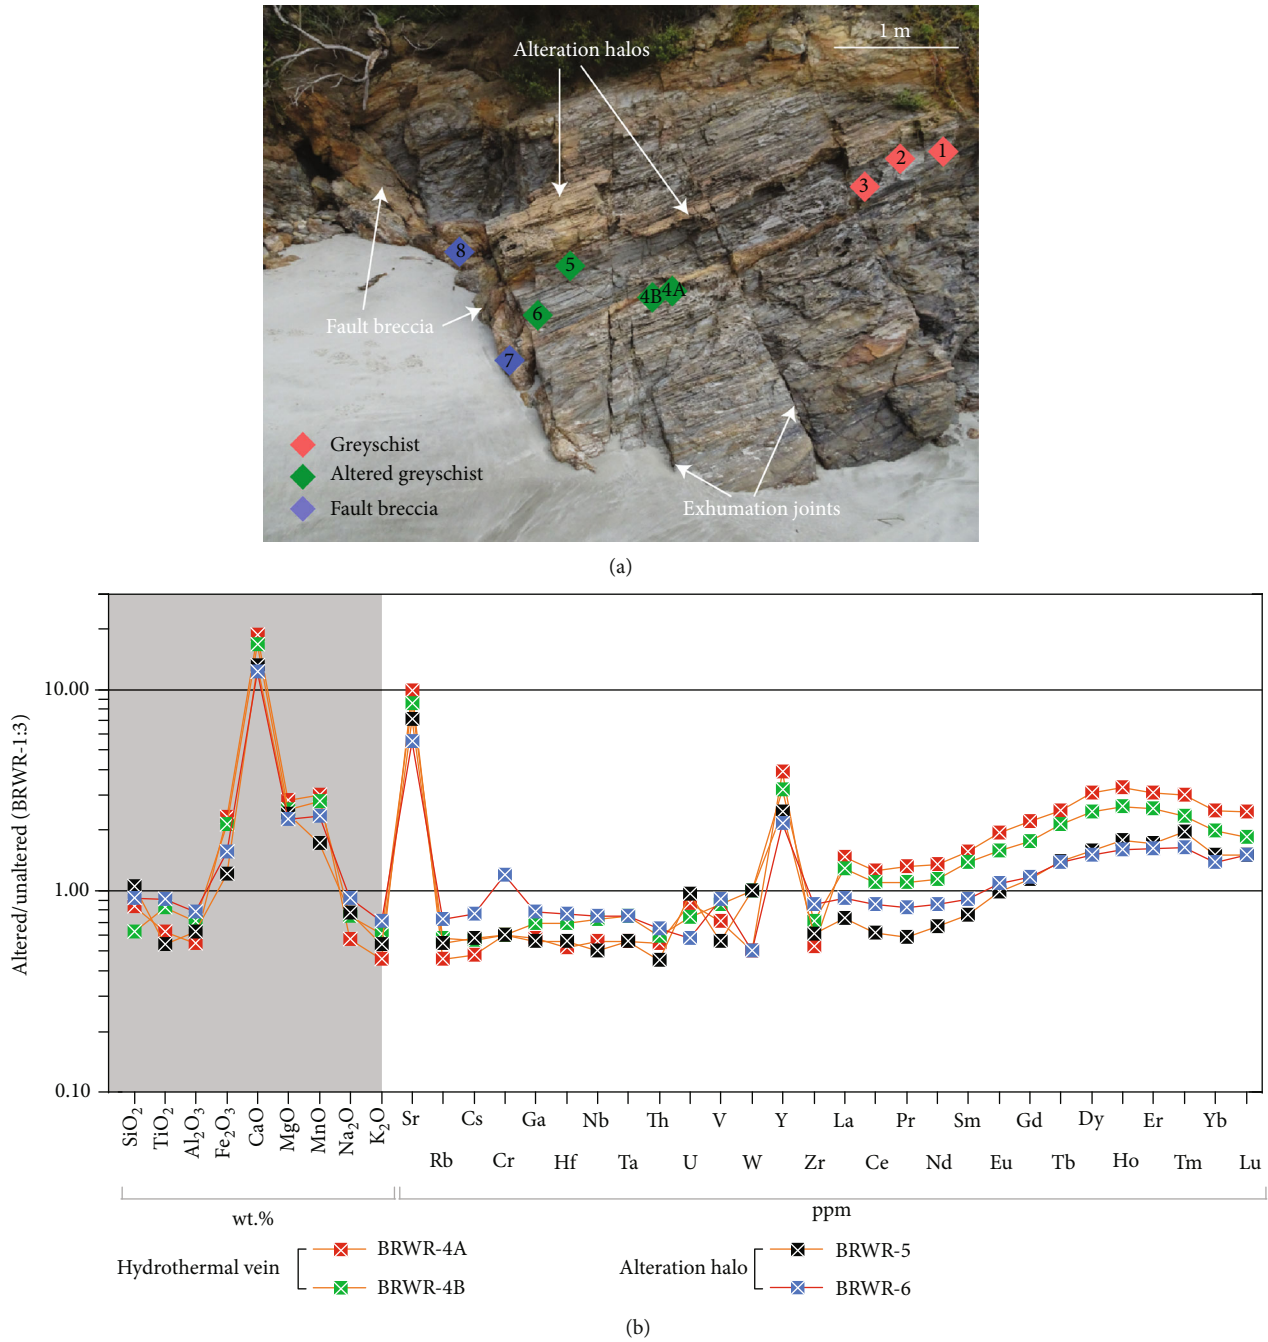 Alteration halos
1 m
1
2
3
8
5
4B
4A
6
Fault breccia
7
Greyschist
Altered greyschist
Fault breccia
Exhumation joints
(a)
Altered/unaltered (BRWR-1:3)
10.00
1.00
0.10
SiO₂ TiO₂ Al₂O₃ Fe₂O₃ CaO MgO MnO Na₂O K₂O
Sr Cs Ga Nb Th V Y La Pr Sm Gd Dy Er Yb
Rb Cr Hf Ta U W Zr Ce Nd Eu Tb Ho Tm Lu
wt.%
ppm
Hydrothermal vein
BRWR-4A
BRWR-4B
Alteration halo
BRWR-5
BRWR-6
(b)